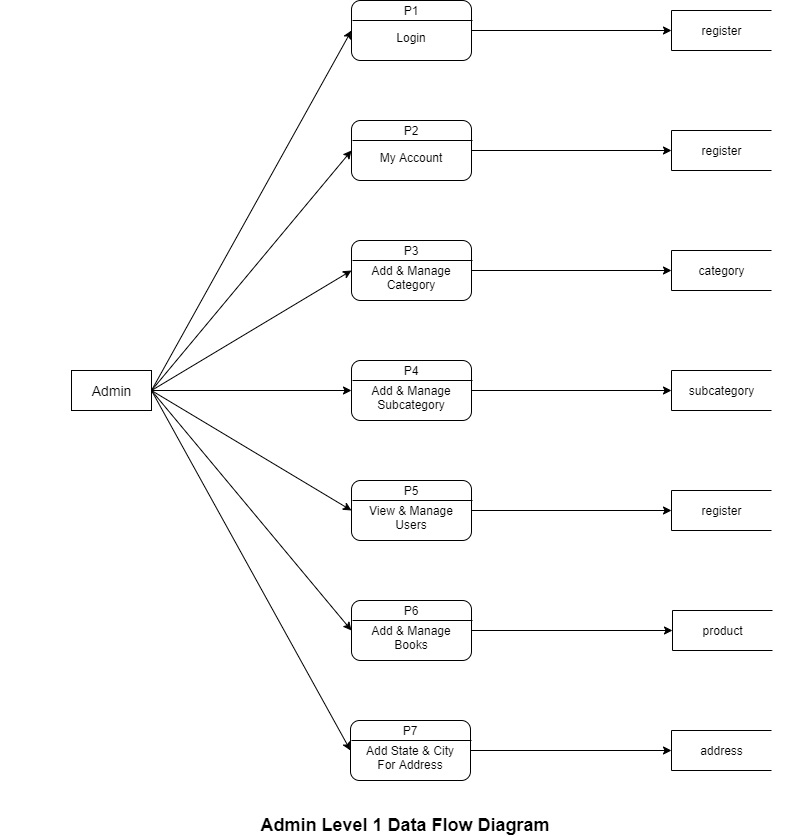 P1
Login
register
P2
My Account
register
P3
Add & Manage
Category
category
Admin
P4
Add & Manage
Subcategory
subcategory
P5
View & Manage
Users
register
P6
Add & Manage
Books
product
P7
Add State & City
For Address
address
Admin Level 1 Data Flow Diagram